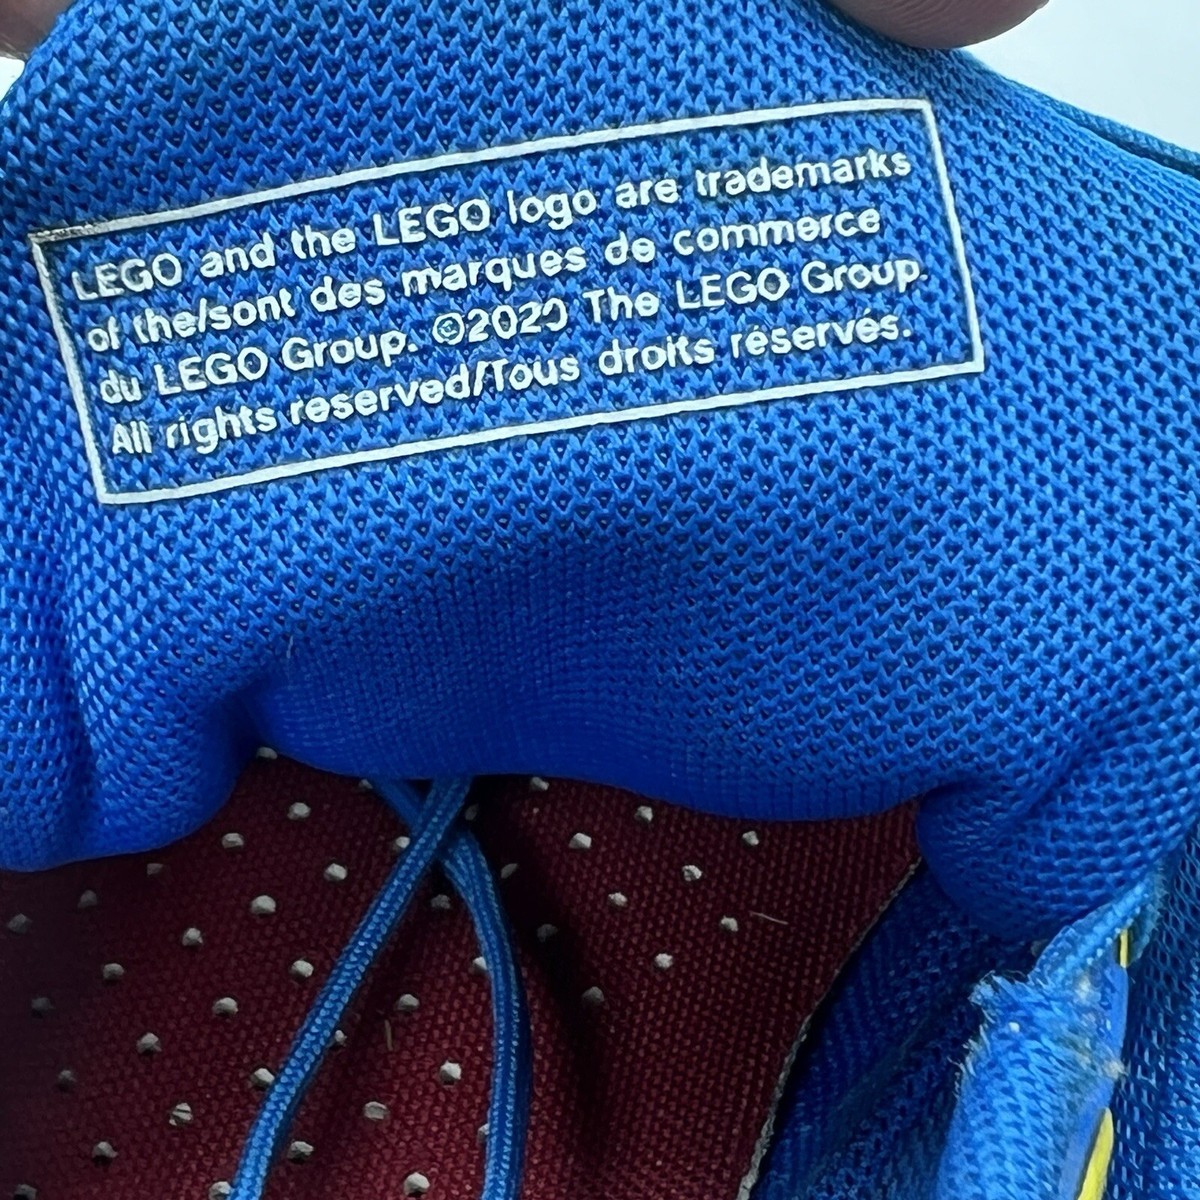 LEGO and the LEGO logo are trademarks
of the/sont des marques de commerce
du LEGO Group. ©2020 The LEGO Group.
All rights reserved/Tous droits réservés.